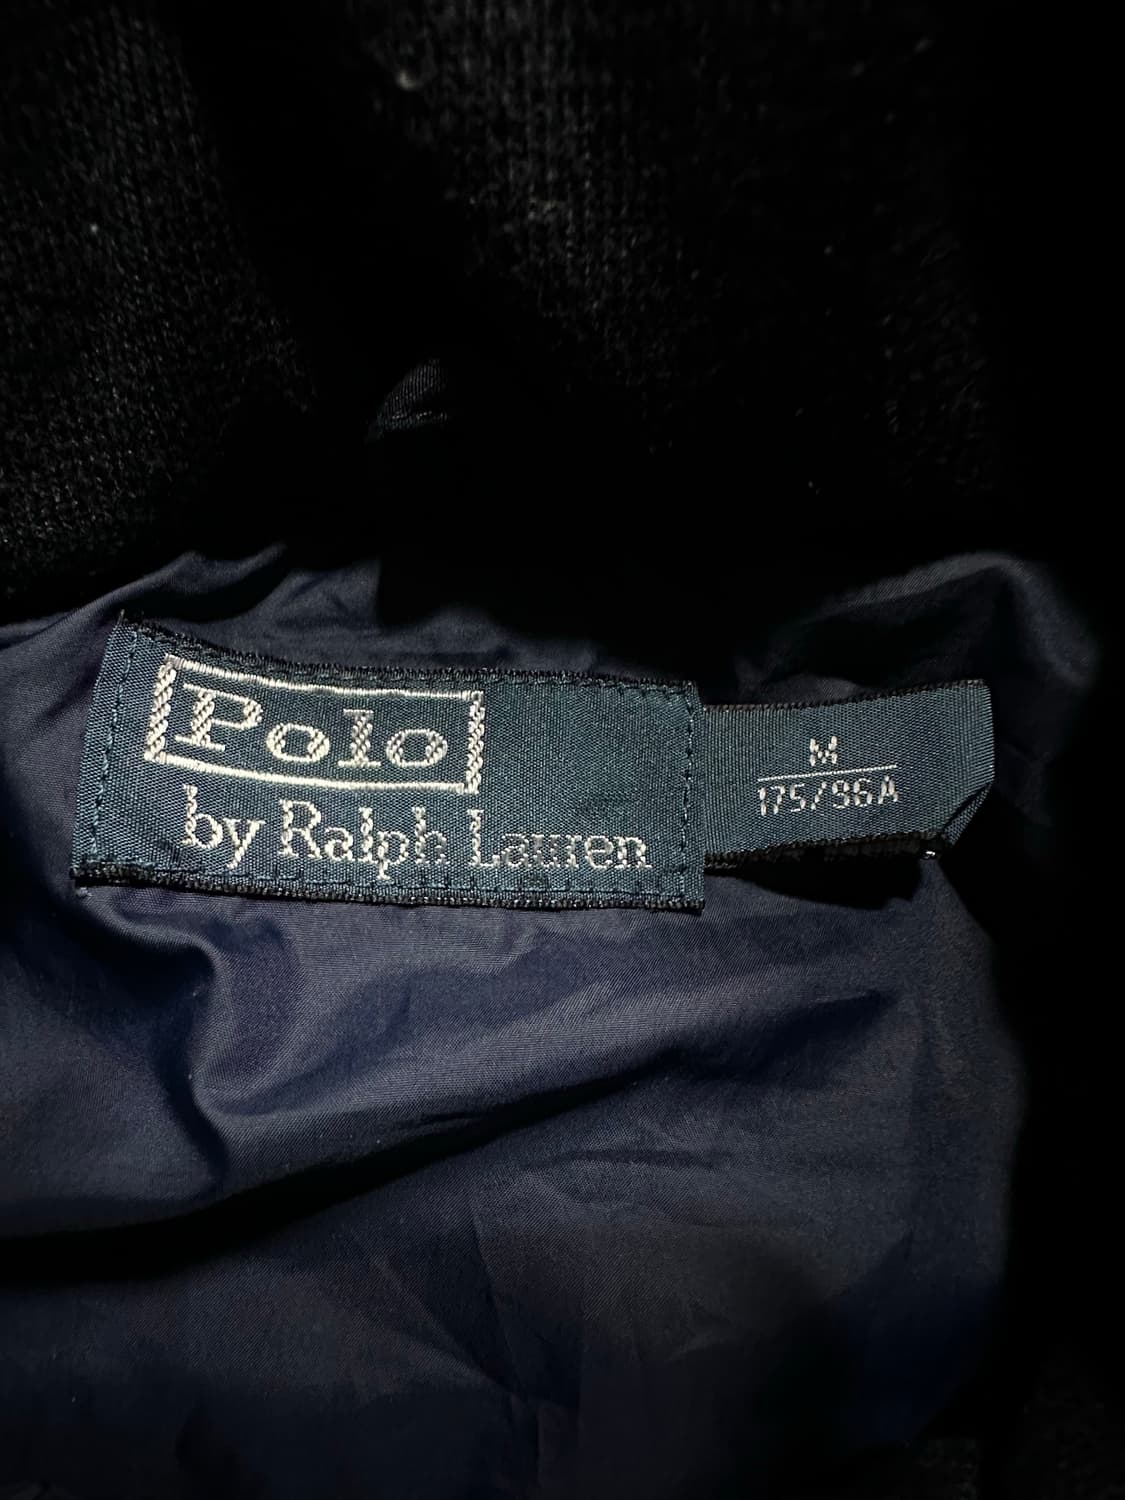 Polo
by Ralph Lauren
M
175/96A